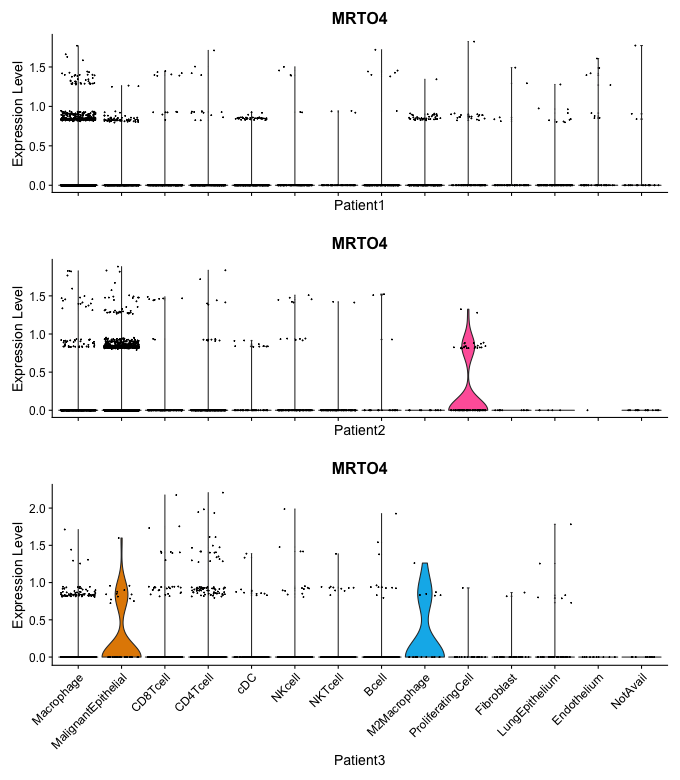 MRTO4
Expression Level
1.5
1.0
0.5
0.0
Patient1
MRTO4
Expression Level
1.5
1.0
0.5
0.0
Patient2
MRTO4
Expression Level
2.0
1.5
1.0
0.5
0.0
Macrophage
MalignantEpithelial
CD8Tcell
CD4Tcell
cDC
NKcell
NKTcell
Bcell
M2Macrophage
ProliferatingCell
Fibroblast
LungEpithelium
Endothelium
NotAvail
Patient3